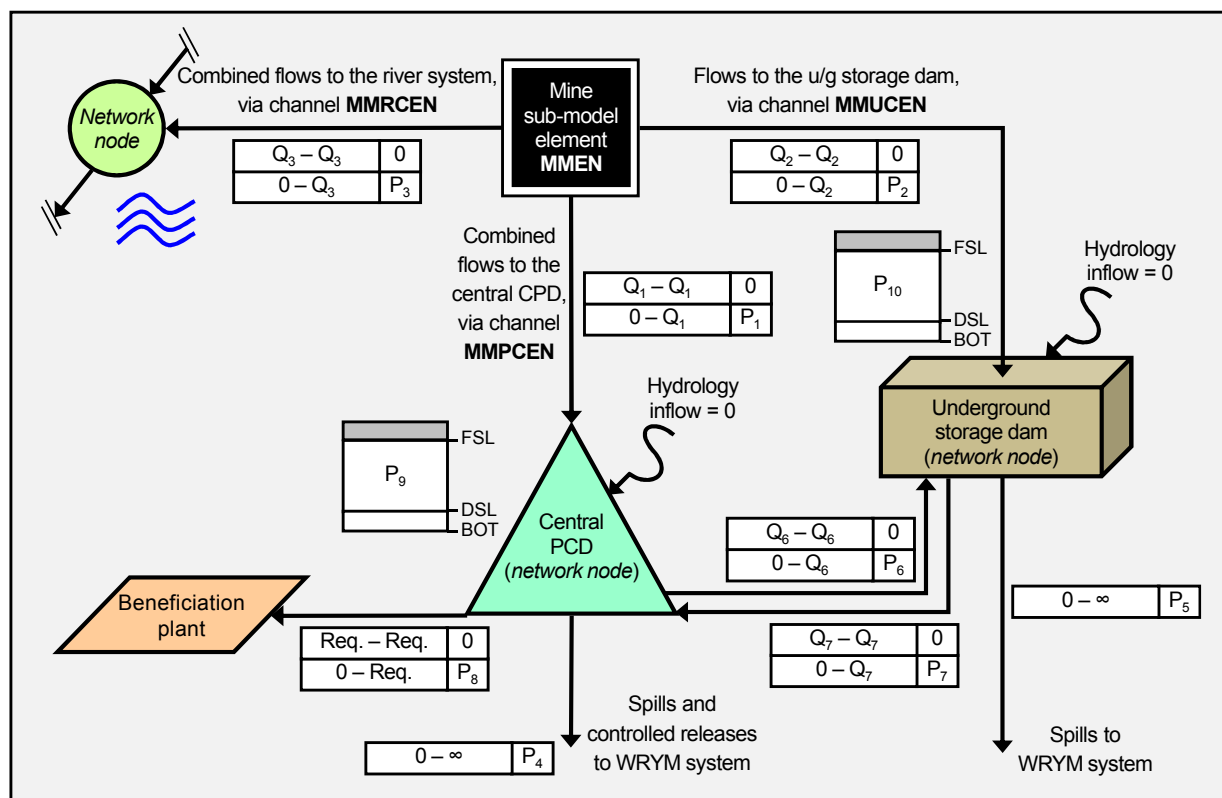 Combined flows to the river system,
via channel MMRCEN
Network
node
Q₃ – Q₃ 0
0 – Q₃ P₃
Mine
sub-model
element
MMEN
Flows to the u/g storage dam,
via channel MMUCEN
Q₂ – Q₂ 0
0 – Q₂ P₂
Combined
flows to the
central CPD,
via channel
MMPCEN
Q₁ – Q₁ 0
0 – Q₁ P₁
FSL
P₁₀
DSL
BOT
Hydrology
inflow = 0
Underground
storage dam
(network node)
Hydrology
inflow = 0
FSL
P₉
DSL
BOT
Central
PCD
(network node)
Q₆ – Q₆ 0
0 – Q₆ P₆
0 – ∞ P₅
Beneficiation
plant
Req. – Req. 0
0 – Req. P₈
Q₇ – Q₇ 0
0 – Q₇ P₇
0 – ∞ P₄
Spills and
controlled releases
to WRYM system
Spills to
WRYM system